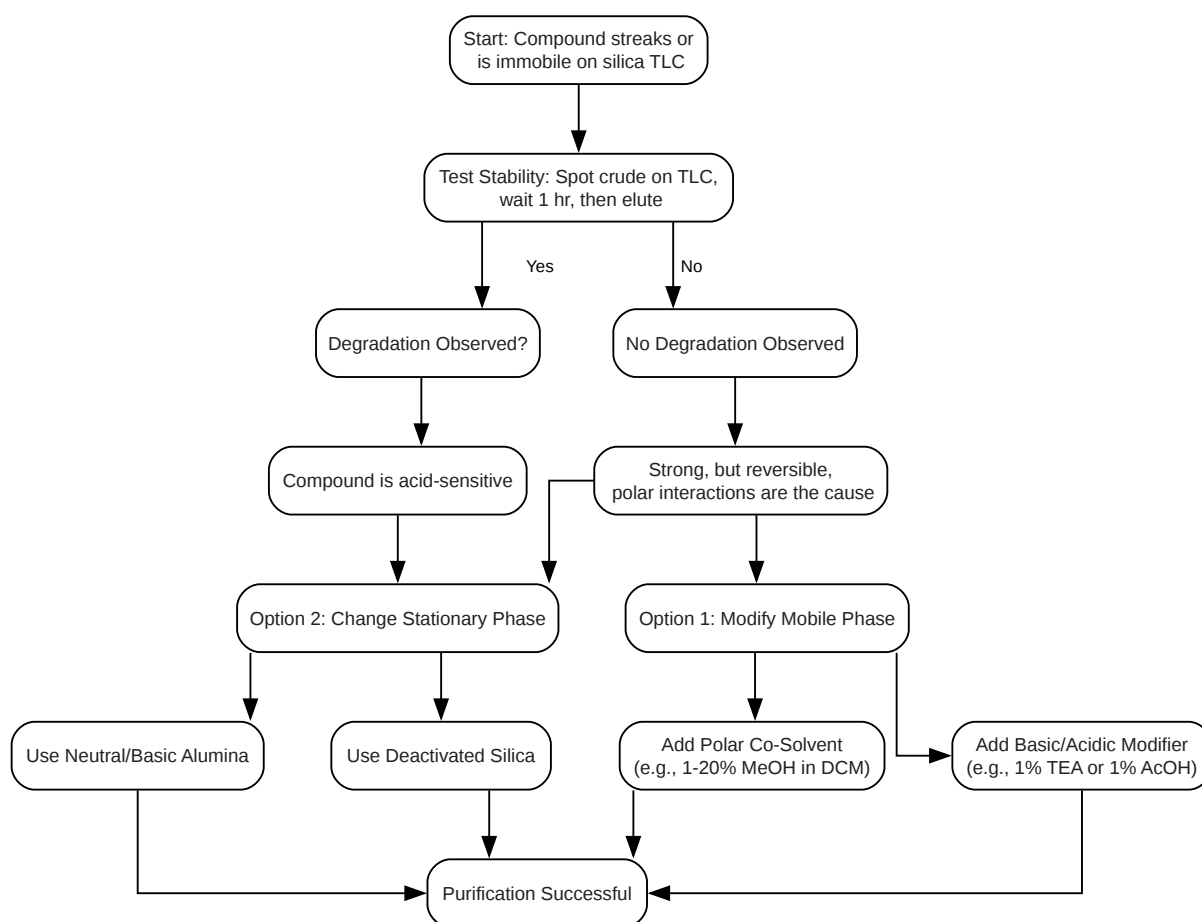 Start: Compound streaks or
is immobile on silica TLC
Test Stability: Spot crude on TLC,
wait 1 hr, then elute
Yes
No
Degradation Observed?
No Degradation Observed
Compound is acid-sensitive
Strong, but reversible,
polar interactions are the cause
Option 2: Change Stationary Phase
Option 1: Modify Mobile Phase
Use Neutral/Basic Alumina
Use Deactivated Silica
Add Polar Co-Solvent
(e.g., 1-20% MeOH in DCM)
Add Basic/Acidic Modifier
(e.g., 1% TEA or 1% AcOH)
Purification Successful